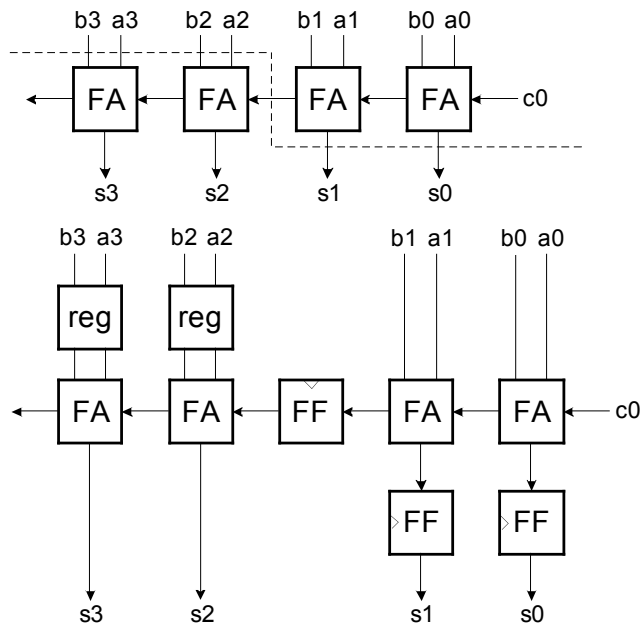 b3 a3 b2 a2 b1 a1 b0 a0
FA FA FA FA c0
s3 s2 s1 s0
b3 a3 b2 a2 b1 a1 b0 a0
reg reg
FA FA FF FA FA c0
FF FF
s3 s2 s1 s0